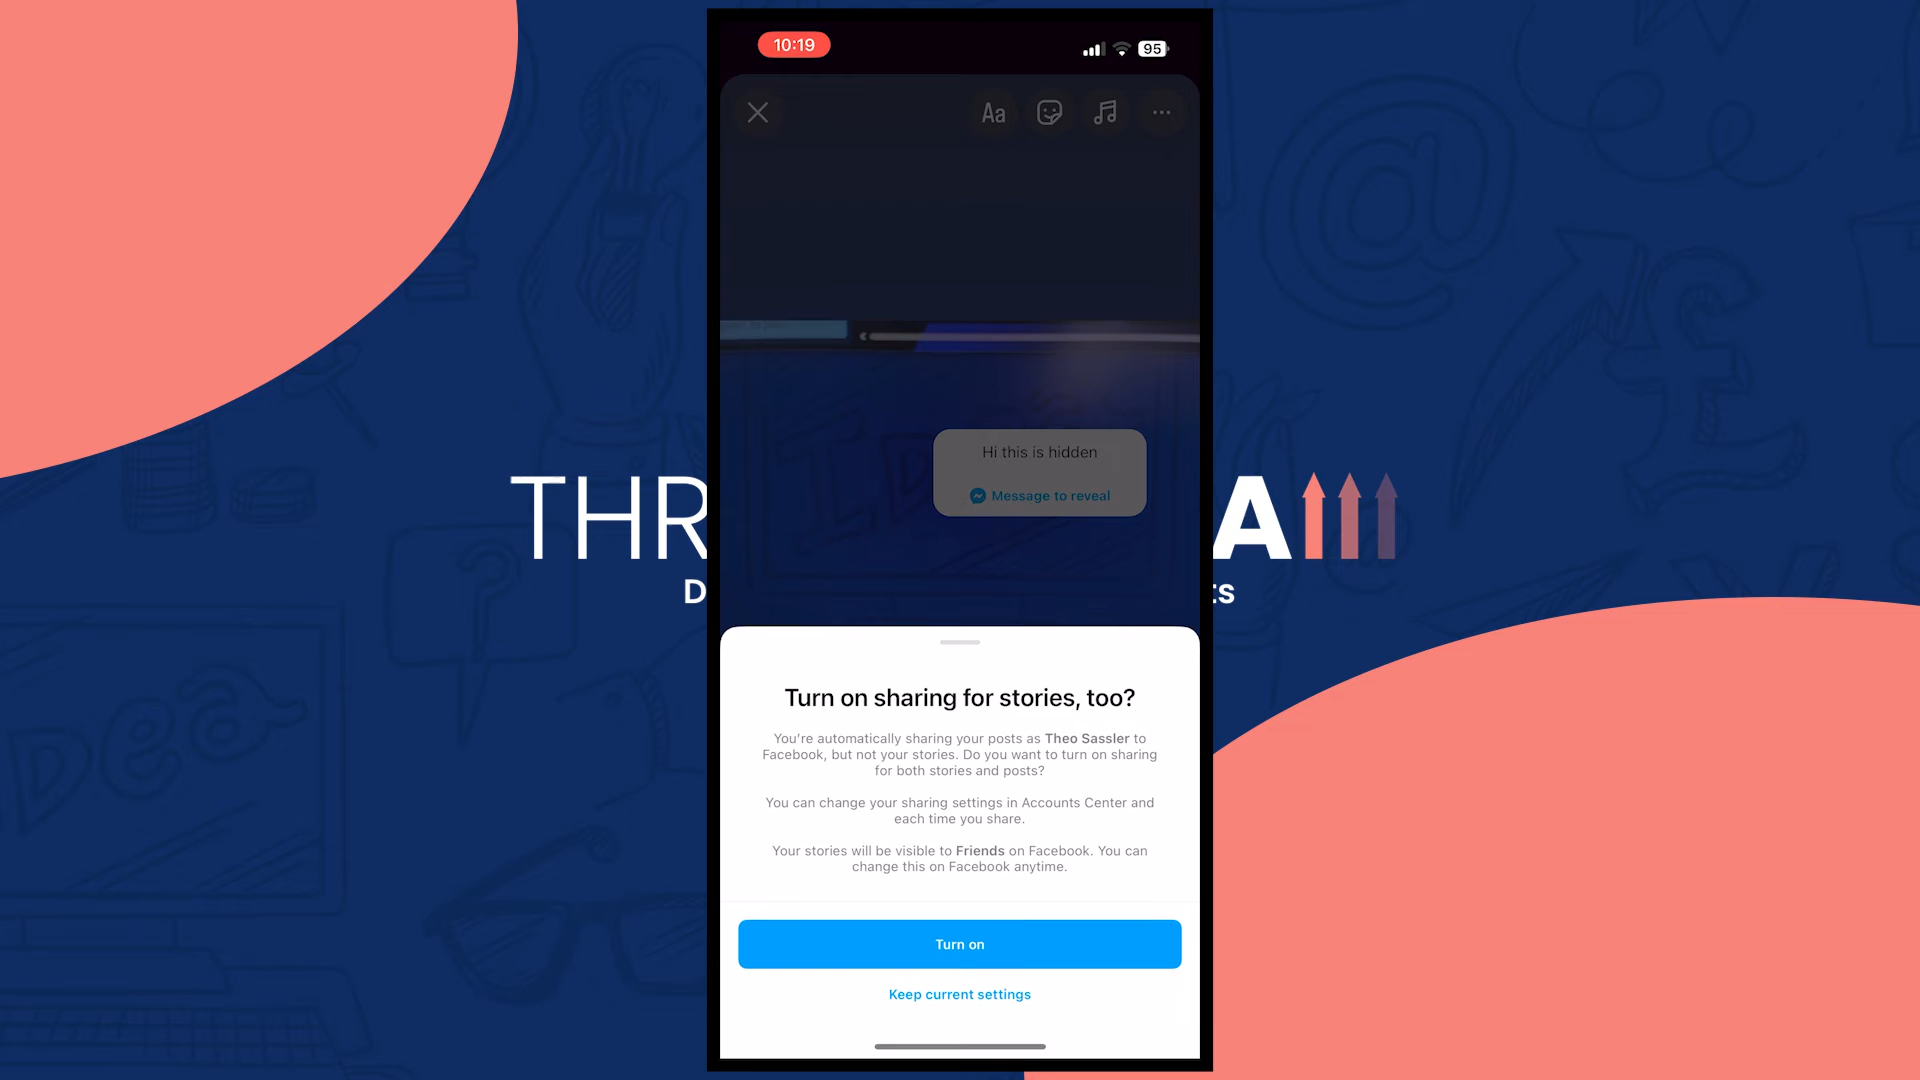 10:19
95
Aa
Hi this is hidden
Message to reveal
THR
A
D
ts
Turn on sharing for stories, too?
You're automatically sharing your posts as Theo Sassler to
Facebook, but not your stories. Do you want to turn on sharing
for both stories and posts?
You can change your sharing settings in Accounts Center and
each time you share.
Your stories will be visible to Friends on Facebook. You can
change this on Facebook anytime.
Turn on
Keep current settings
Dea